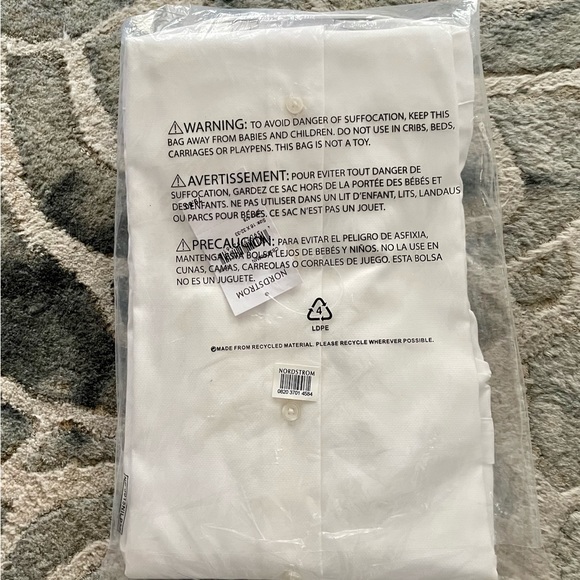 WARNING: TO AVOID DANGER OF SUFFOCATION, KEEP THIS
BAG AWAY FROM BABIES AND CHILDREN. DO NOT USE IN CRIBS, BEDS,
CARRIAGES OR PLAYPENS. THIS BAG IS NOT A TOY.
AVERTISSEMENT: POUR EVITER TOUT DANGER DE
SUFFOCATION, GARDEZ CE SAC HORS DE LA PORTÉE DES BÉBÉS ET
DES ENFANTS. NE PAS UTILISER DANS UN LIT D'ENFANT, LITS, LANDAUS
OU PARCS POUR BÉBÉS. CE SAC N'EST PAS UN JOUET.
PRECAUCIÓN: PARA EVITAR EL PELIGRO DE ASFIXIA,
MANTENGA ESTA BOLSA LEJOS DE BEBÉS Y NIÑOS. NO LA USE EN
CUNAS, CAMAS, CARREOLAS O CORRALES DE JUEGO. ESTA BOLSA
NO ES UN JUGUETE.
NORDSTROM
4
LDPE
MADE FROM RECYCLED MATERIAL. PLEASE RECYCLE WHEREVER POSSIBLE.
NORDSTROM
0820 3701 4584